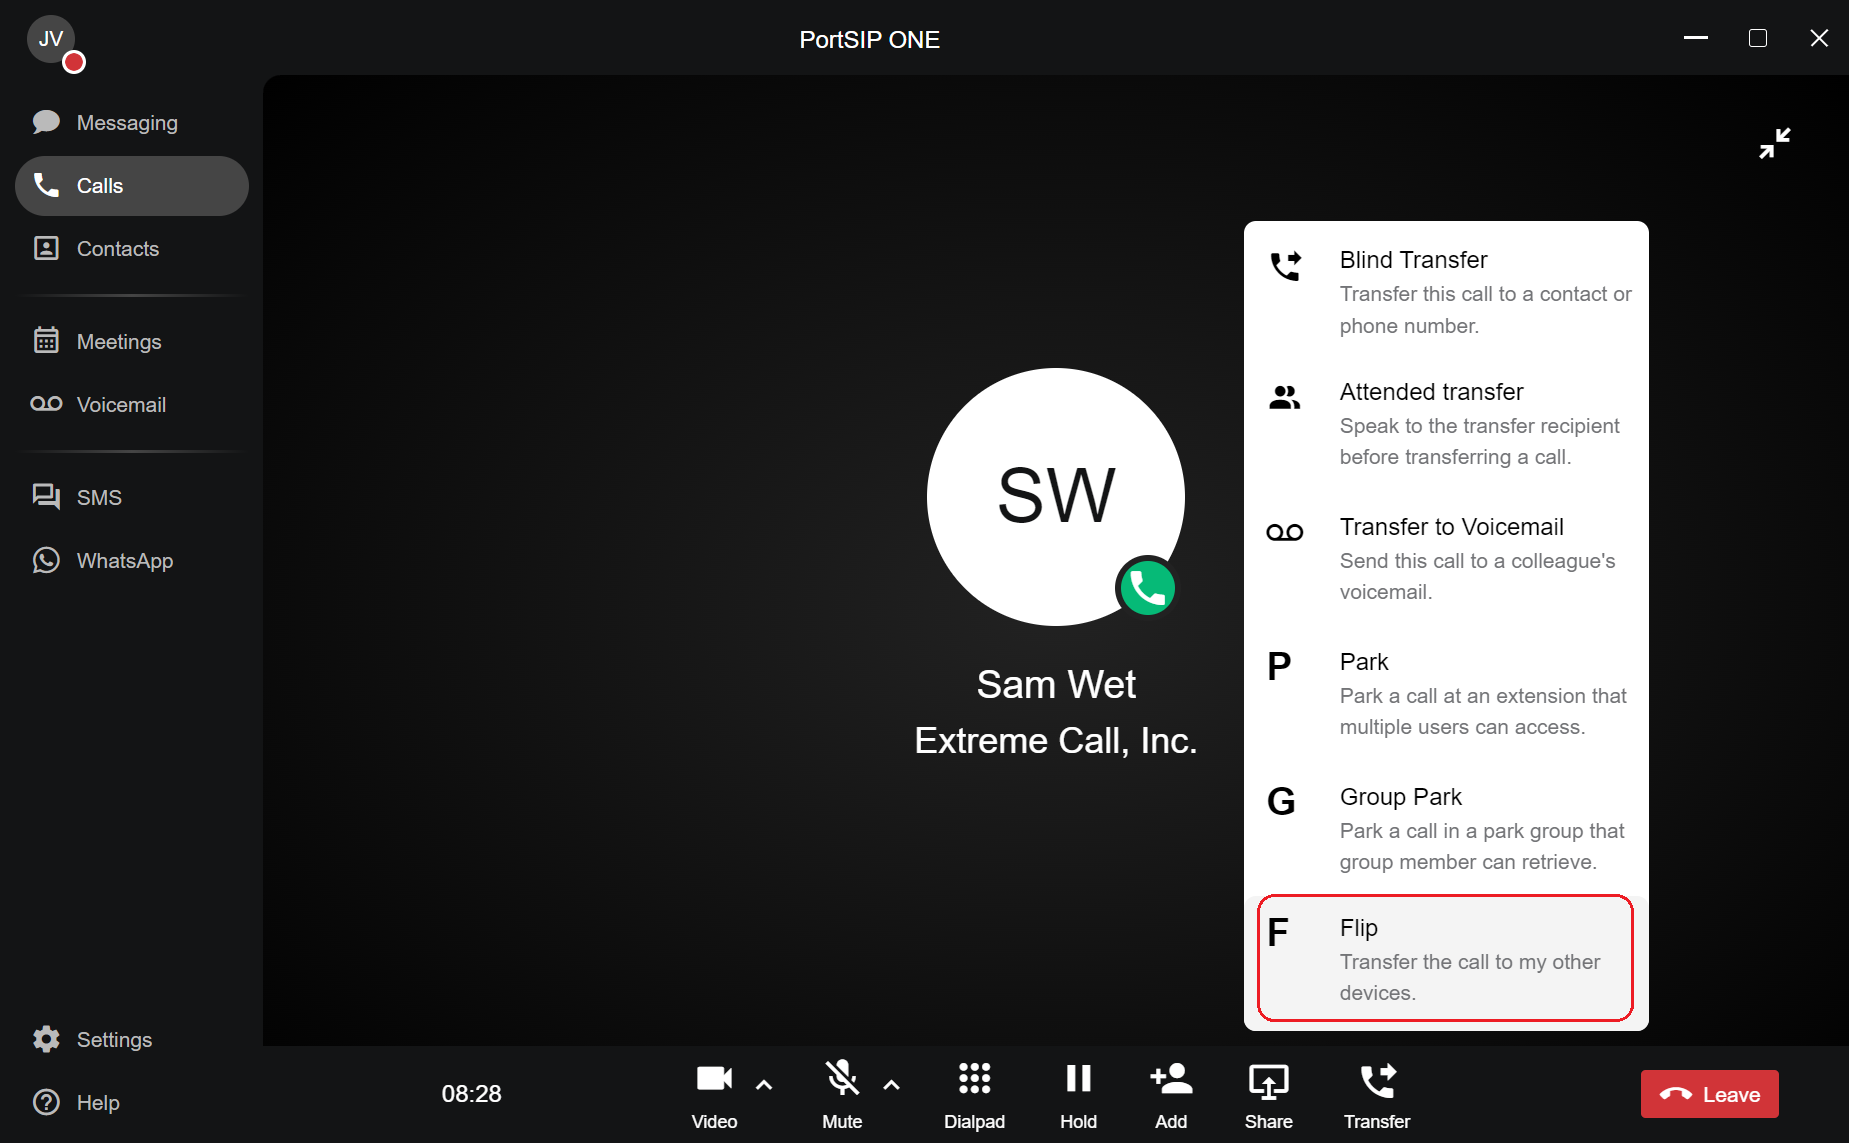 JV
PortSIP ONE
Messaging
Calls
Contacts
Meetings
Voicemail
SMS
WhatsApp
Settings
Help
SW
Sam Wet
Extreme Call, Inc.
Blind Transfer
Transfer this call to a contact or
phone number.
Attended transfer
Speak to the transfer recipient
before transferring a call.
Transfer to Voicemail
Send this call to a colleague's
voicemail.
P Park
Park a call at an extension that
multiple users can access.
G Group Park
Park a call in a park group that
group member can retrieve.
F Flip
Transfer the call to my other
devices.
08:28
Video
Mute
Dialpad
Hold
Add
Share
Transfer
Leave